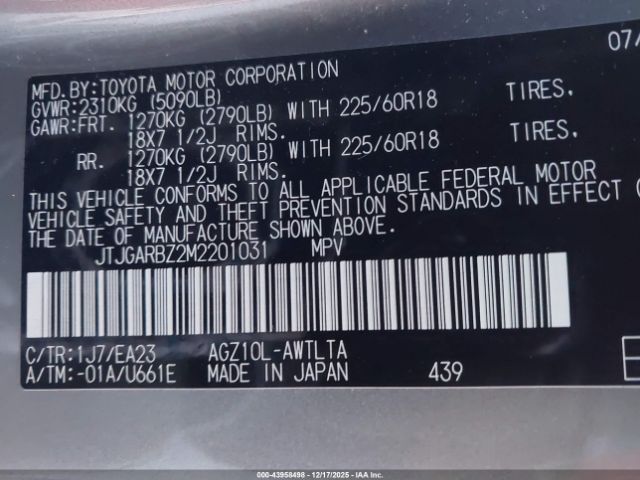 07/
MFD.BY:TOYOTA MOTOR CORPORATION
GVWR:2310KG (5090LB)
GAWR:FRT. 1270KG (2790LB) WITH 225/60R18 TIRES,
18X7 1/2J RIMS.
RR. 1270KG (2790LB) WITH 225/60R18 TIRES,
18X7 1/2J RIMS.
THIS VEHICLE CONFORMS TO ALL APPLICABLE FEDERAL MOTOR
VEHICLE SAFETY AND THEFT PREVENTION STANDARDS IN EFFECT
THE DATE OF MANUFACTURE SHOWN ABOVE.
JTJGARBZ2M2201031 MPV
C/TR:1J7/EA23 AGZ10L-AWTLTA
A/TM:-01A/U661E MADE IN JAPAN 439
000-43958498 - 12/17/2025 - IAA Inc.